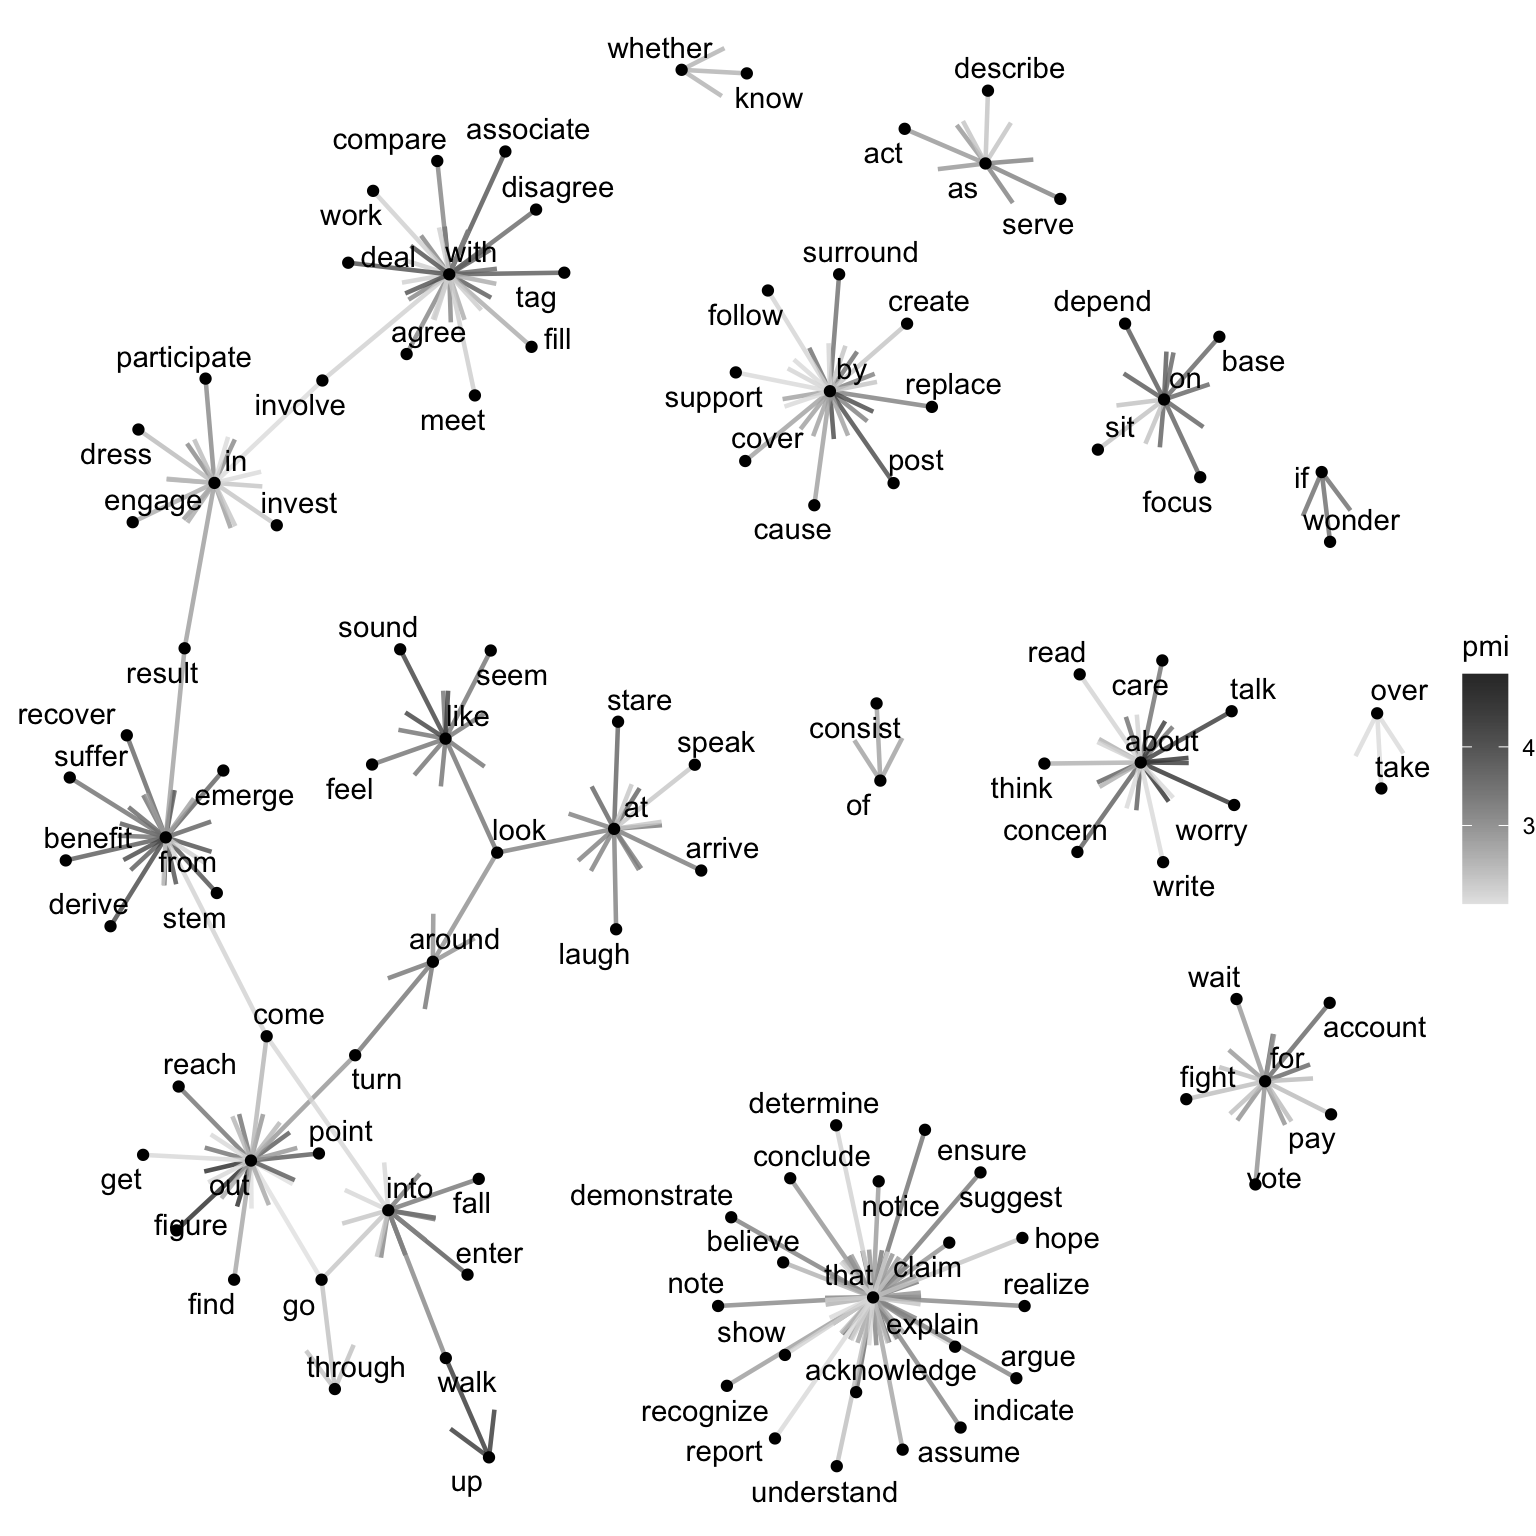 whether
know
describe
act
as
serve
compare
associate
work
disagree
deal
with
tag
agree
fill
meet
involve
participate
dress
in
engage
invest
surround
follow
create
by
support
replace
cover
post
cause
depend
base
on
sit
focus
if
wonder
result
recover
suffer
emerge
benefit
from
derive
stem
sound
seem
like
feel
look
stare
speak
at
arrive
laugh
around
consist
of
read
care
talk
about
think
concern
worry
write
over
take
pmi
4
3
come
reach
turn
point
get
out
figure
find
go
into
fall
enter
through
walk
up
wait
account
for
fight
pay
vote
determine
conclude
ensure
demonstrate
notice
suggest
believe
hope
that
claim
note
realize
show
explain
acknowledge
argue
recognize
indicate
report
assume
understand